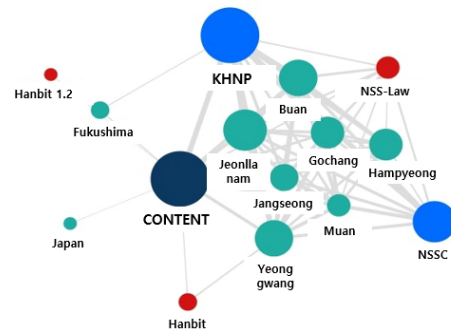 KHNP
Hanbit 1.2
NSS-Law
Buan
Fukushima
Jeonlla
nam
Gochang
Hampyeong
Jangseong
CONTENT
Muan
Japan
Yeong
gwang
NSSC
Hanbit